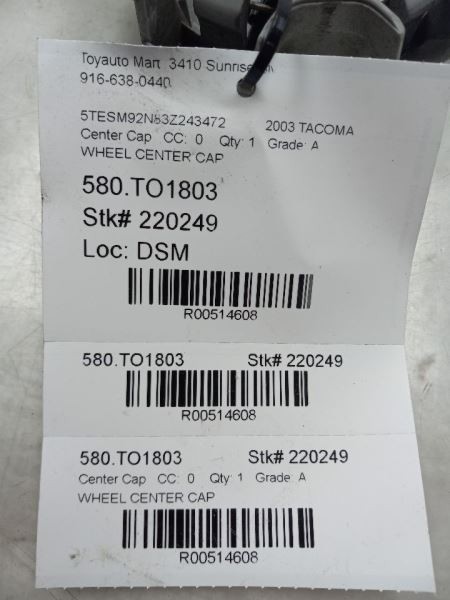 Toyauto Mart 3410 Sunrise
916-638-0440
5TESM92N83Z243472 2003 TACOMA
Center Cap CC: 0 Qty: 1 Grade: A
WHEEL CENTER CAP
580.TO1803
Stk# 220249
Loc: DSM
R00514608
580.TO1803 Stk# 220249
R00514608
580.TO1803 Stk# 220249
Center Cap CC: 0 Qty: 1 Grade: A
WHEEL CENTER CAP
R00514608